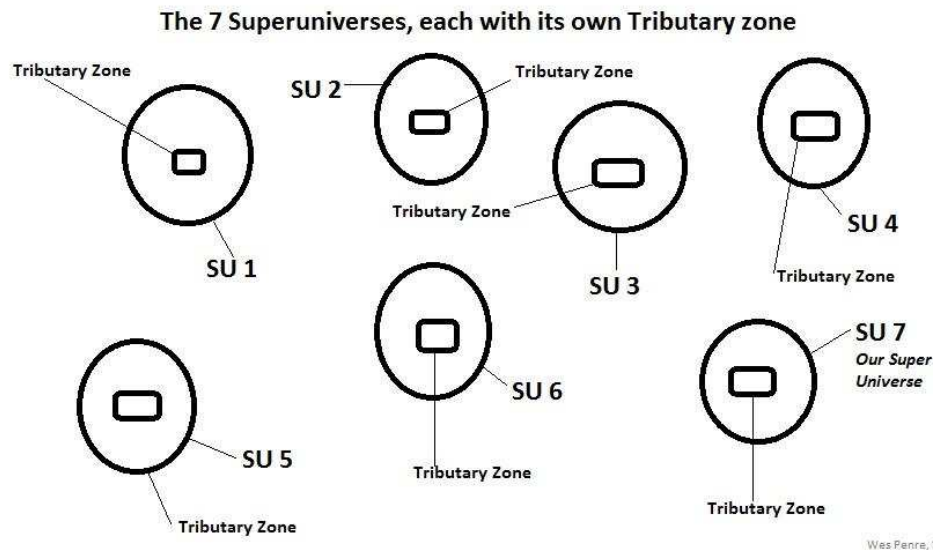 The 7 Superuniverses, each with its own Tributary zone
Tributary Zone
SU 1
SU 2
Tributary Zone
Tributary Zone
SU 3
SU 4
Tributary Zone
SU 5
Tributary Zone
SU 6
Tributary Zone
SU 7
Our Super
Universe
Tributary Zone
Wes Penre,